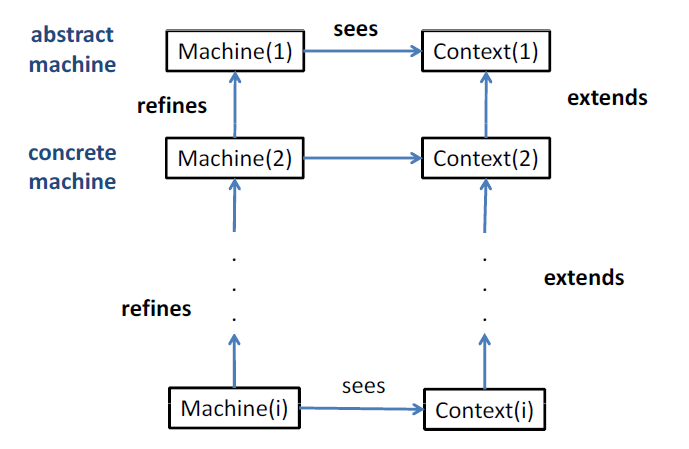 abstract
machine
Machine(1)
sees
Context(1)
refines
extends
concrete
machine
Machine(2)
Context(2)
.
.
.
.
.
.
refines
extends
Machine(i)
sees
Context(i)